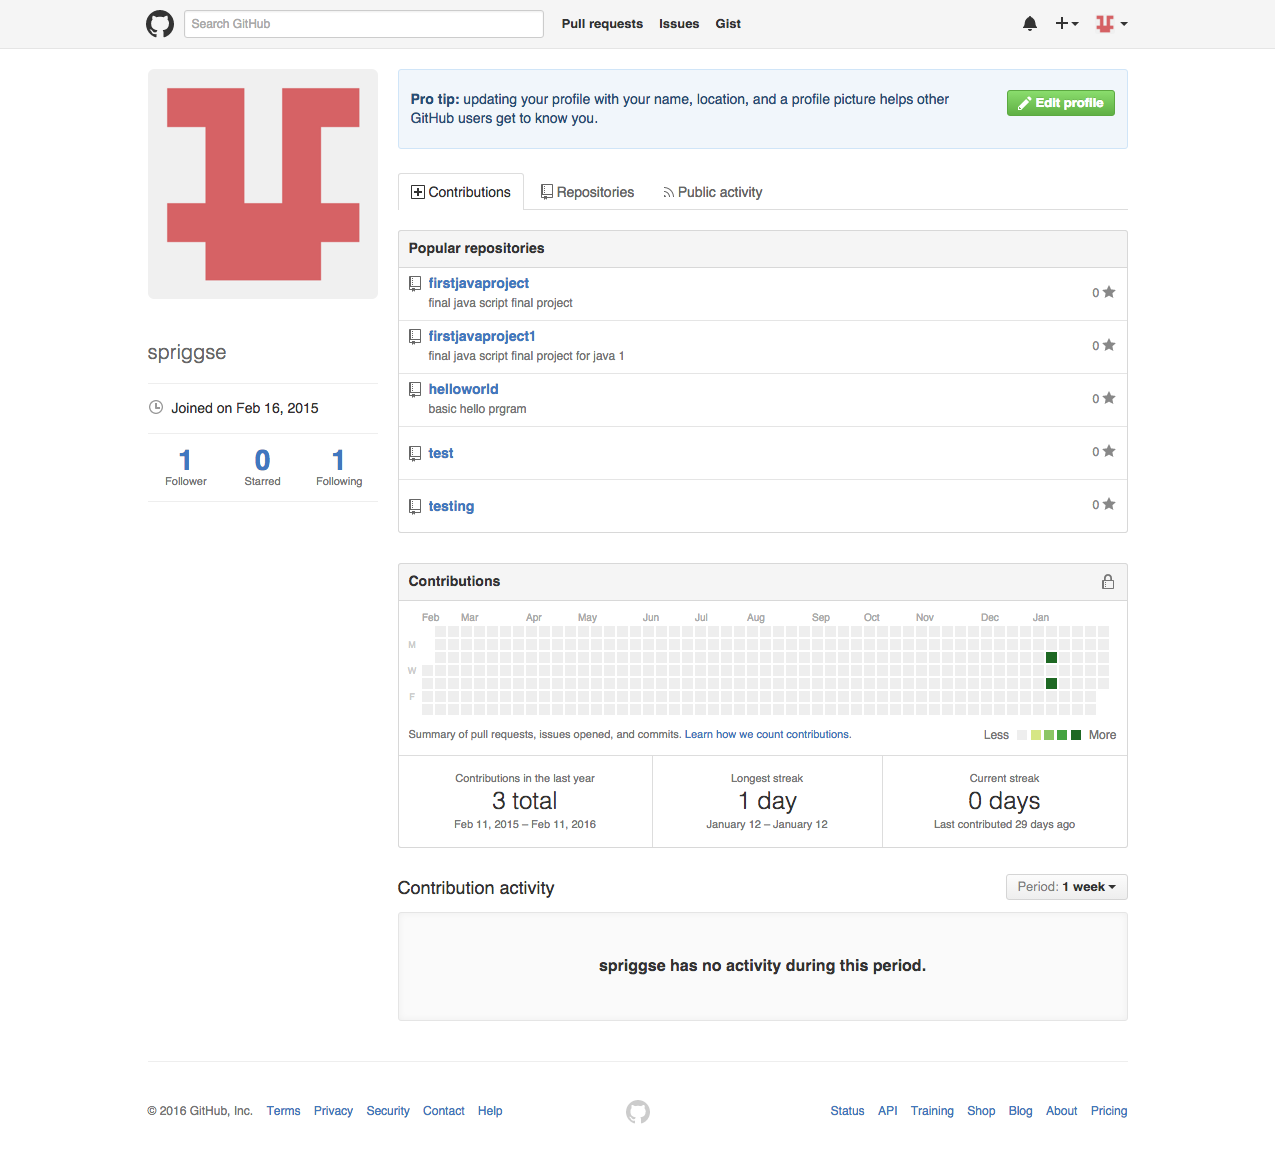 Search GitHub
Pull requests Issues Gist
Pro tip: updating your profile with your name, location, and a profile picture helps other
GitHub users get to know you.
Edit profile
Contributions Repositories Public activity
spriggse
Joined on Feb 16, 2015
1 0 1
Follower Starred Following
Popular repositories
firstjavaproject
final java script final project
0
firstjavaproject1
final java script final project for java 1
0
helloworld
basic hello prgram
0
test
0
testing
0
Contributions
Feb Mar Apr May Jun Jul Aug Sep Oct Nov Dec Jan
M
W
F
Summary of pull requests, issues opened, and commits. Learn how we count contributions.
Less More
Contributions in the last year
3 total
Feb 11, 2015 – Feb 11, 2016
Longest streak
1 day
January 12 – January 12
Current streak
0 days
Last contributed 29 days ago
Contribution activity
Period: 1 week
spriggse has no activity during this period.
© 2016 GitHub, Inc. Terms Privacy Security Contact Help
Status API Training Shop Blog About Pricing